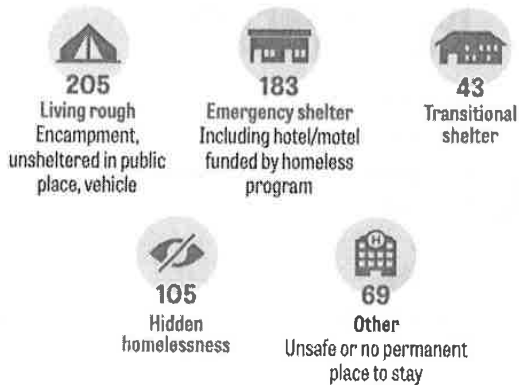 205
Living rough
Encampment,
unsheltered in public
place, vehicle
183
Emergency shelter
Including hotel/motel
funded by homeless
program
43
Transitional
shelter
105
Hidden
homelessness
H
69
Other
Unsafe or no permanent
place to stay